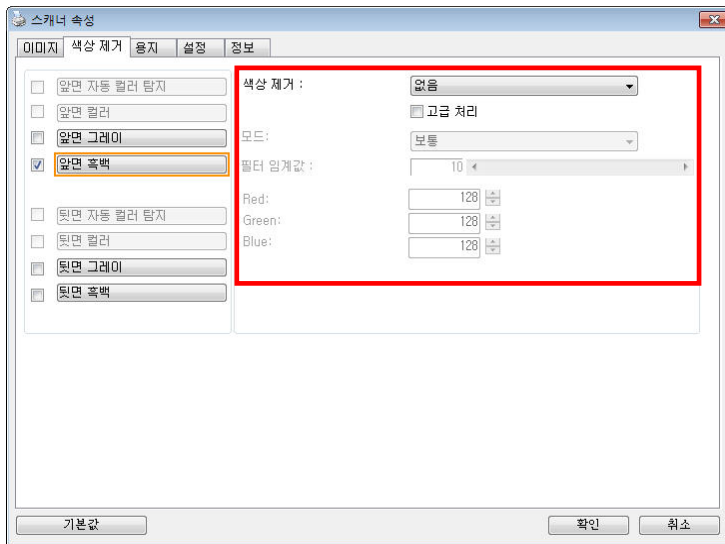 스캐너 속성
이미지 색상 제거 용지 설정 정보
앞면 자동 컬러 탐지
앞면 컬러
앞면 그레이
앞면 흑백
뒷면 자동 컬러 탐지
뒷면 컬러
뒷면 그레이
뒷면 흑백
색상 제거 : 없음
고급 처리
모드: 보통
필터 임계값 : 10
Red: 128
Green: 128
Blue: 128
기본값 확인 취소